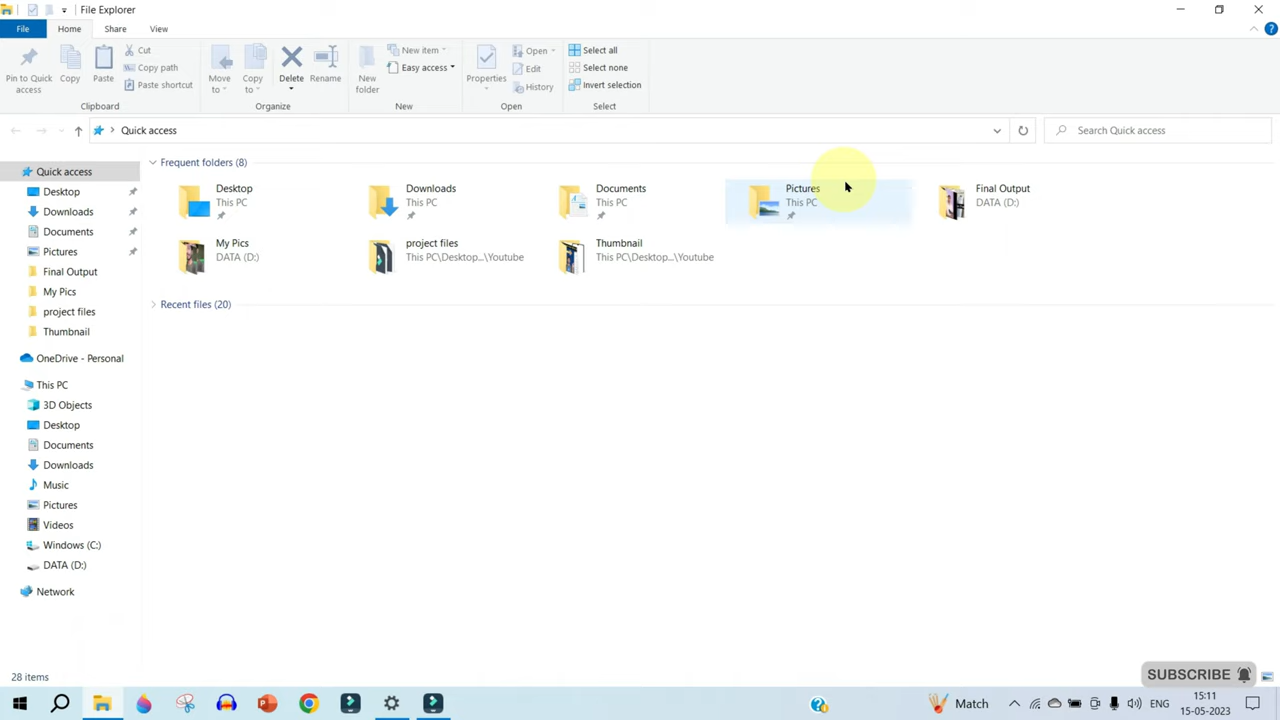 File Explorer
File Home Share View
Pin to Quick access
Copy
Paste
Cut
Copy path
Paste shortcut
Clipboard
Move to
Copy to
Delete
Rename
Organize
New folder
New item
Easy access
New
Properties
Open
Edit
History
Open
Select all
Select none
Invert selection
Select
Quick access
Search Quick access
Quick access
Desktop
Downloads
Documents
Pictures
Final Output
My Pics
project files
Thumbnail
OneDrive - Personal
This PC
3D Objects
Desktop
Documents
Downloads
Music
Pictures
Videos
Windows (C:)
DATA (D:)
Network
Frequent folders (8)
Desktop
This PC
Downloads
This PC
Documents
This PC
Pictures
This PC
Final Output
DATA (D:)
My Pics
DATA (D:)
project files
This PC\Desktop...\Youtube
Thumbnail
This PC\Desktop...\Youtube
Recent files (20)
28 items
SUBSCRIBE
Match
ENG
15:11
15-05-2023